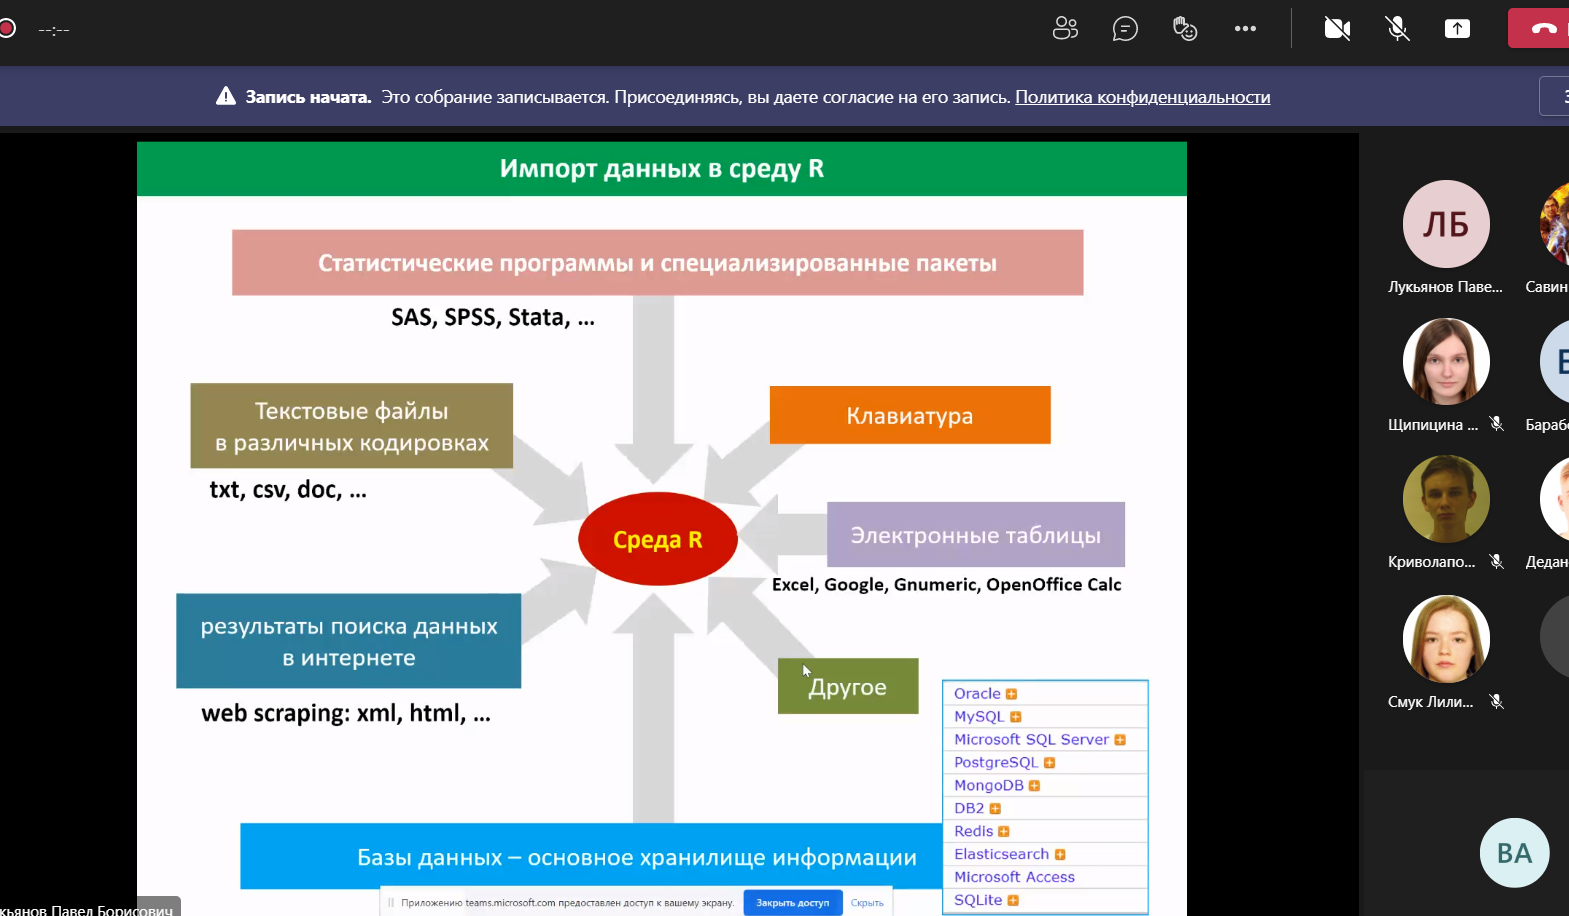 --:--
Запись начата. Это собрание записывается. Присоединяясь, вы даете согласие на его запись. Политика конфиденциальности
Импорт данных в среду R
Статистические программы и специализированные пакеты
SAS, SPSS, Stata, ...
Текстовые файлы
в различных кодировках
txt, csv, doc, ...
Клавиатура
Среда R
Электронные таблицы
Excel, Google, Gnumeric, OpenOffice Calc
результаты поиска данных
в интернете
web scraping: xml, html, ...
Другое
Oracle
MySQL
Microsoft SQL Server
PostgreSQL
MongoDB
DB2
Redis
Elasticsearch
Microsoft Access
SQLite
Базы данных – основное хранилище информации
Приложению teams.microsoft.com предоставлен доступ к вашему экрану.
Закрыть доступ
Скрыть
кьянов Павел Борисович
ЛБ
Лукьянов Паве...
Савин
Щипицина ...
Барабо
Криволапо...
Дедан
Смук Лили...
ВА